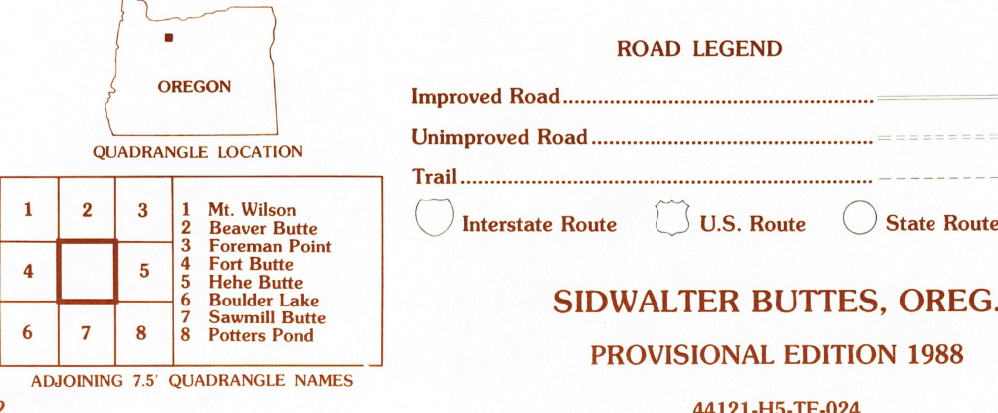 OREGON
QUADRANGLE LOCATION
1 2 3
4 5
6 7 8
1 Mt. Wilson
2 Beaver Butte
3 Foreman Point
4 Fort Butte
5 Hehe Butte
6 Boulder Lake
7 Sawmill Butte
8 Potters Pond
ADJOINING 7.5′ QUADRANGLE NAMES
ROAD LEGEND
Improved Road
Unimproved Road
Trail
Interstate Route U.S. Route State Route
SIDWALTER BUTTES, OREG.
PROVISIONAL EDITION 1988
44121-H5-TF-024